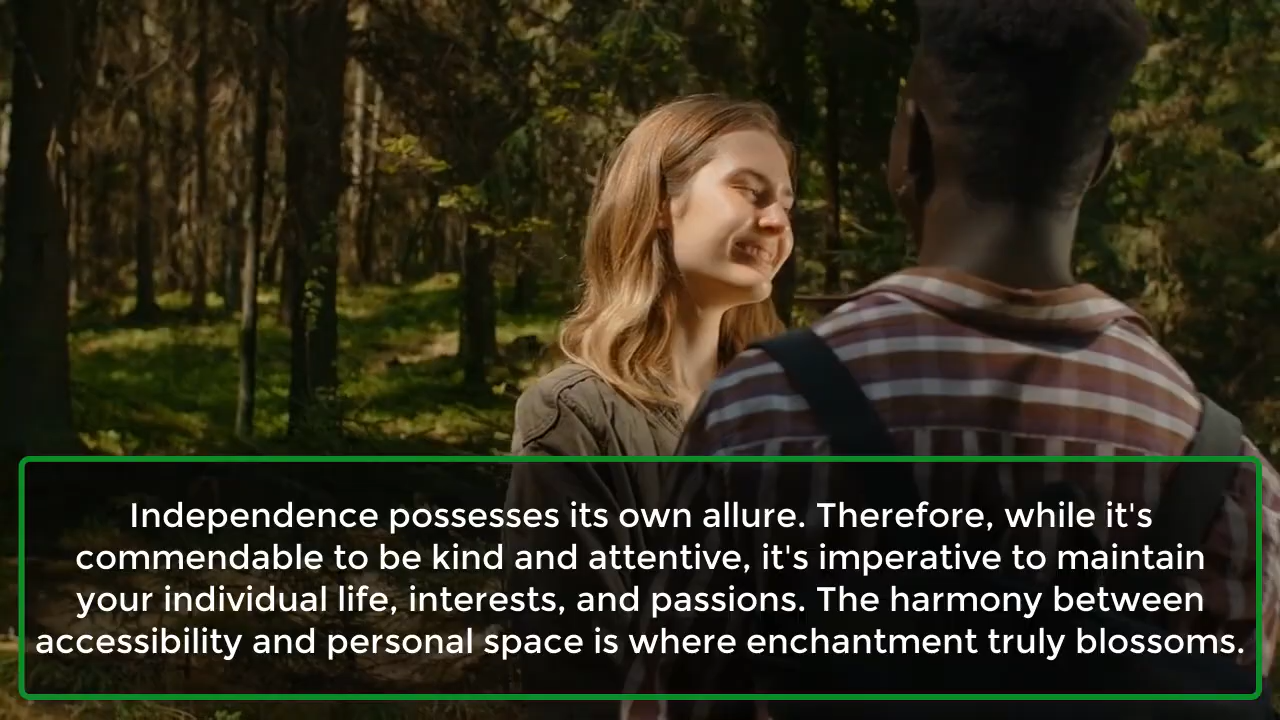 Independence possesses its own allure. Therefore, while it's
commendable to be kind and attentive, it's imperative to maintain
your individual life, interests, and passions. The harmony between
accessibility and personal space is where enchantment truly blossoms.